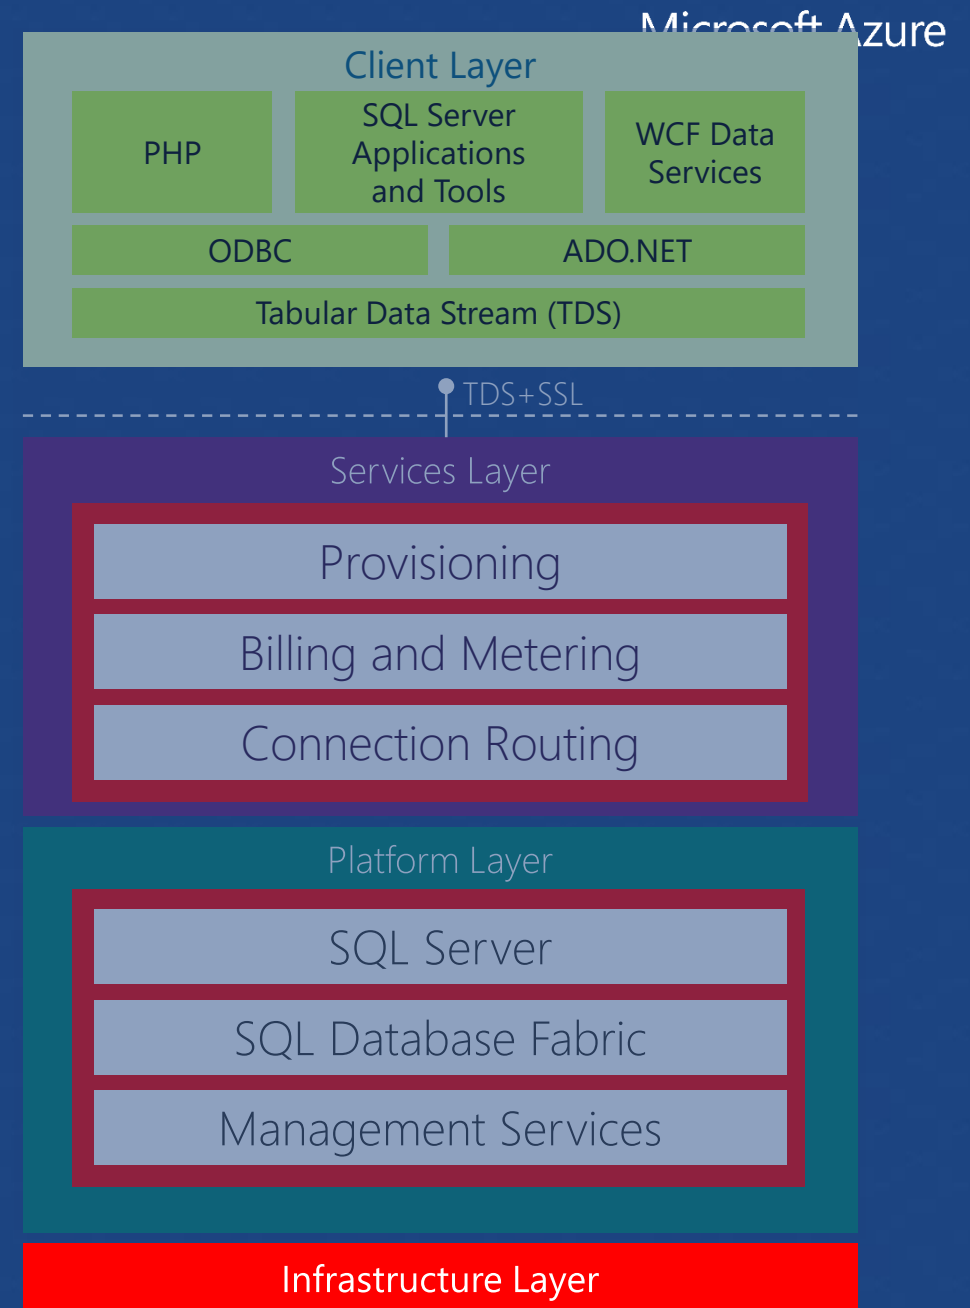 Microsoft Azure
Client Layer
PHP
SQL Server
Applications
and Tools
WCF Data
Services
ODBC
ADO.NET
Tabular Data Stream (TDS)
TDS+SSL
Services Layer
Provisioning
Billing and Metering
Connection Routing
Platform Layer
SQL Server
SQL Database Fabric
Management Services
Infrastructure Layer